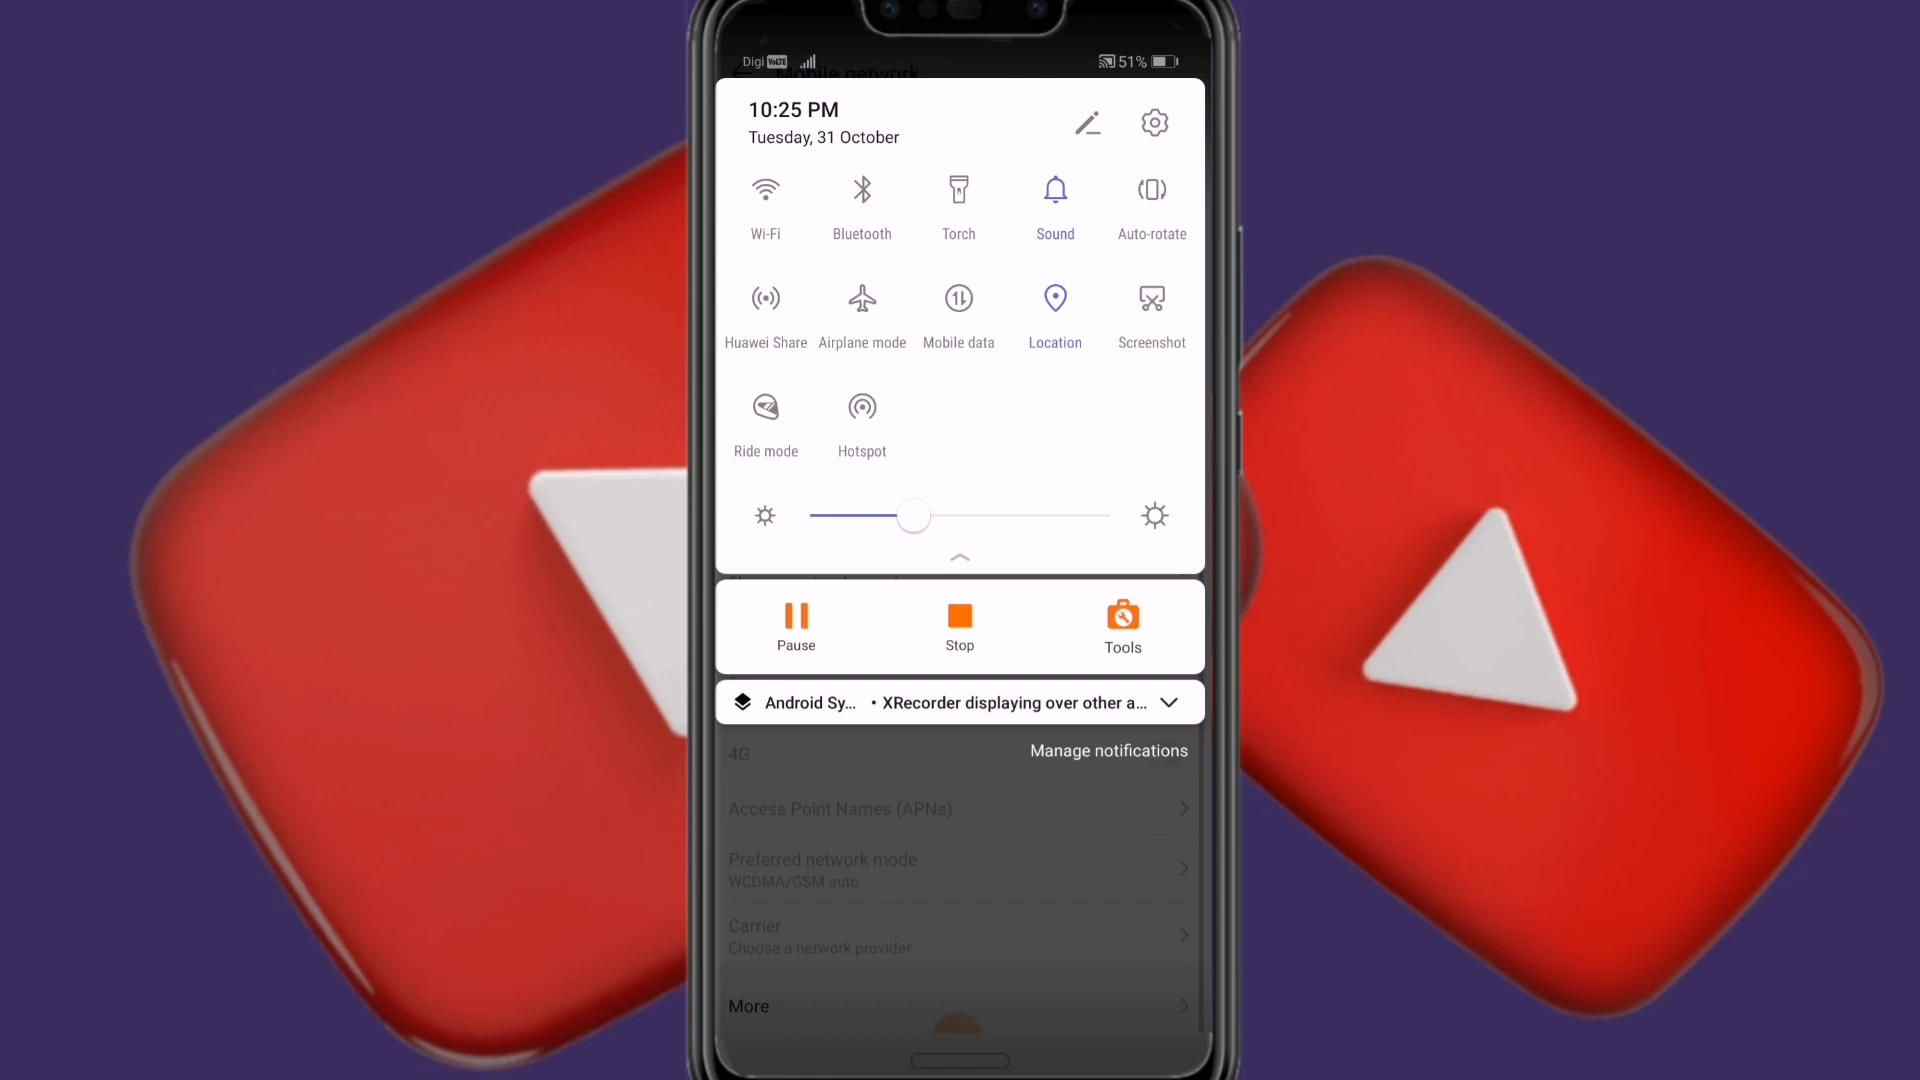 Digi VoLTE 51%
Mobile network
10:25 PM
Tuesday, 31 October
Wi-Fi Bluetooth Torch Sound Auto-rotate
Huawei Share Airplane mode Mobile data Location Screenshot
Ride mode Hotspot
Pause Stop Tools
Android Sy... • XRecorder displaying over other a...
Manage notifications
4G
Access Point Names (APNs)
Preferred network mode
WCDMA/GSM auto
Carrier
Choose a network provider.
More